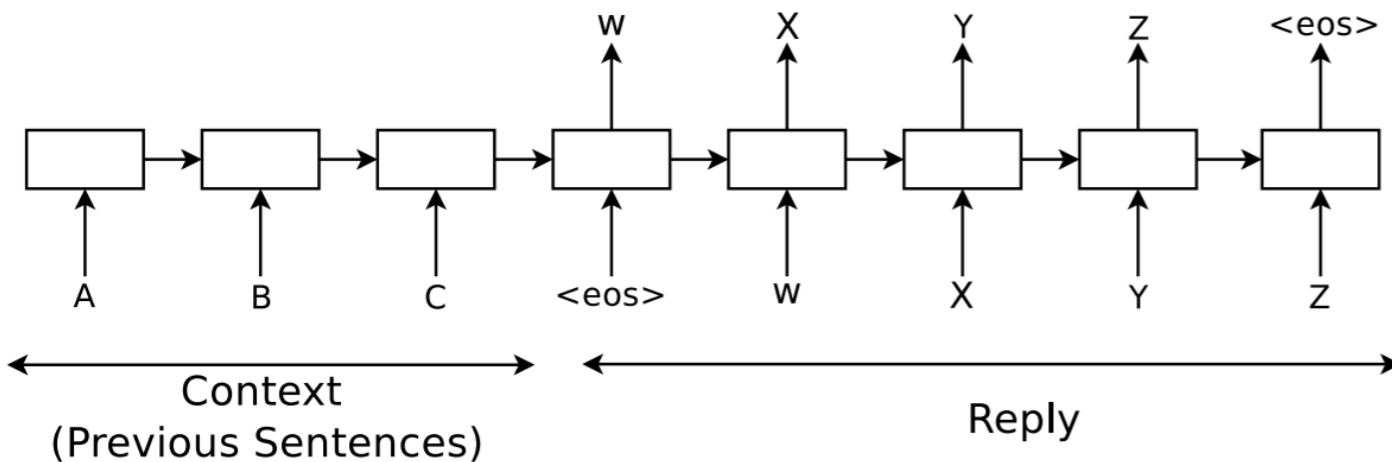 W X Y Z <eos>
A B C <eos> W X Y Z
Context
(Previous Sentences)
Reply